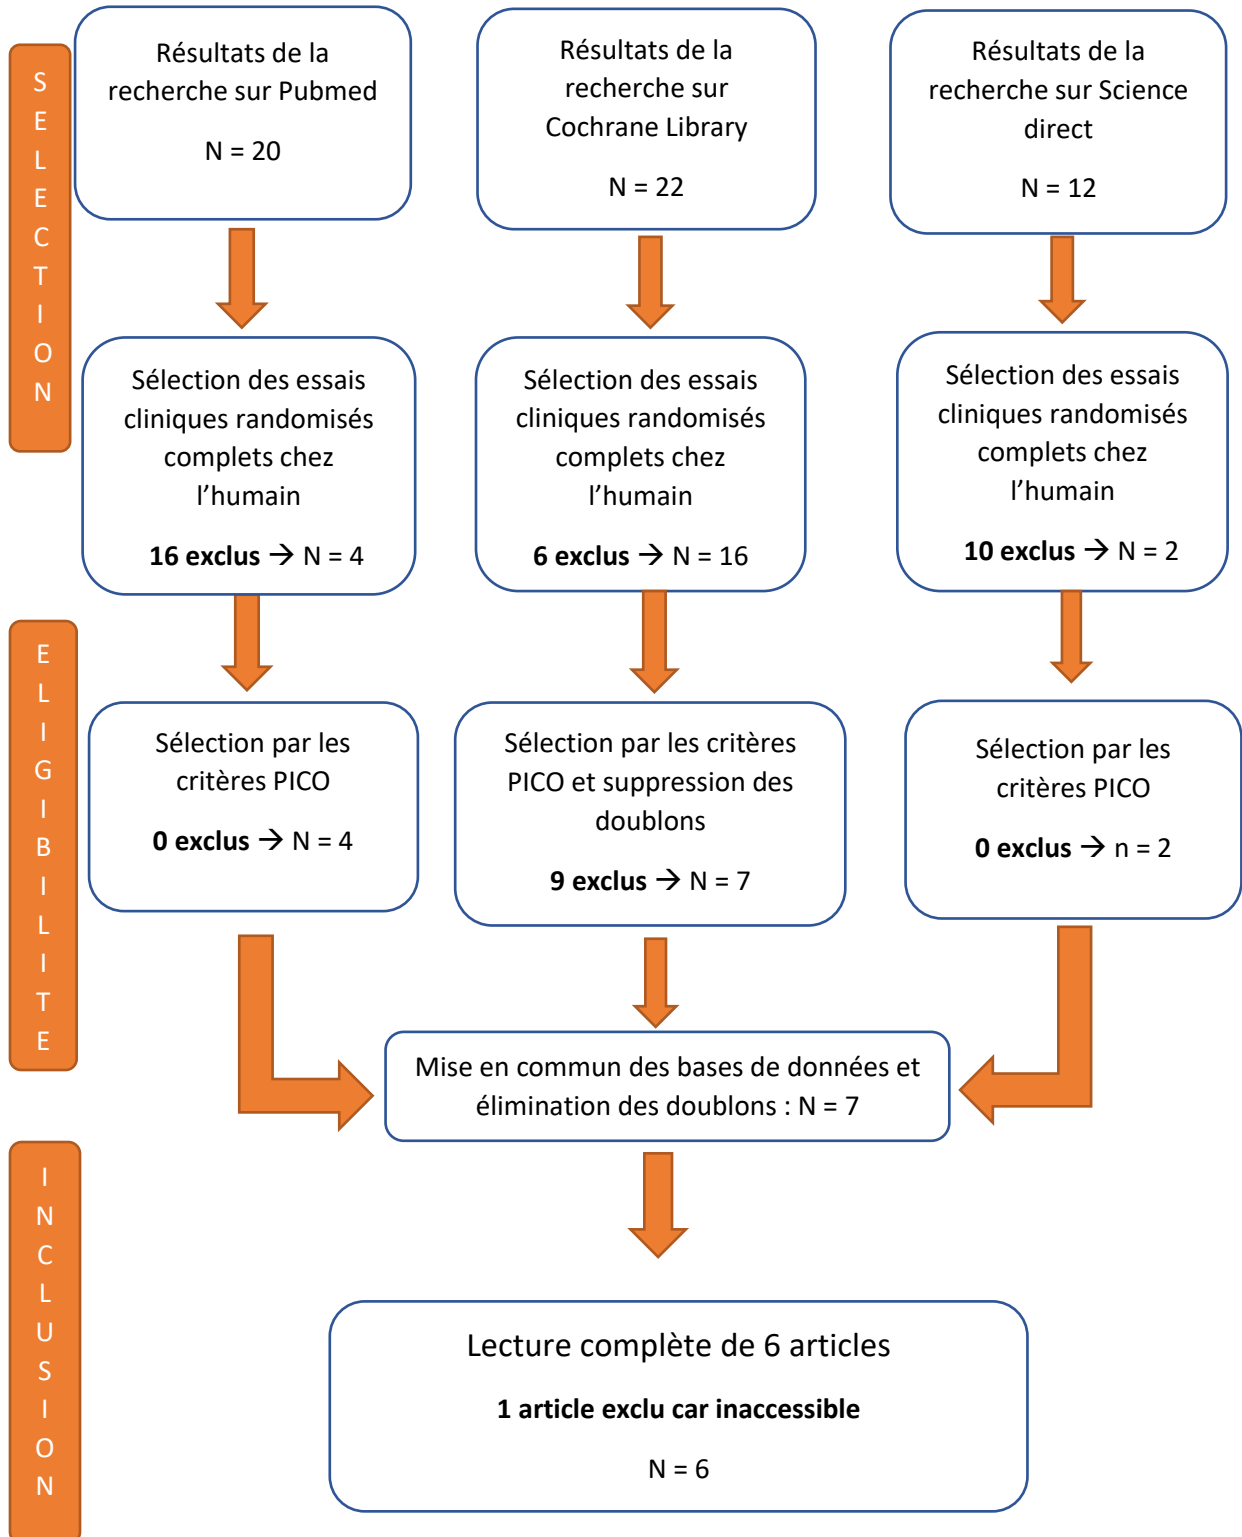 SELECTION
Résultats de la
recherche sur Pubmed
N = 20
Résultats de la
recherche sur
Cochrane Library
N = 22
Résultats de la
recherche sur Science
direct
N = 12
Sélection des essais
cliniques randomisés
complets chez
l’humain
16 exclus → N = 4
Sélection des essais
cliniques randomisés
complets chez
l’humain
6 exclus → N = 16
Sélection des essais
cliniques randomisés
complets chez
l’humain
10 exclus → N = 2
ELIGIBILITE
Sélection par les
critères PICO
0 exclus → N = 4
Sélection par les critères
PICO et suppression des
doublons
9 exclus → N = 7
Sélection par les
critères PICO
0 exclus → n = 2
Mise en commun des bases de données et
élimination des doublons : N = 7
INCLUSION
Lecture complète de 6 articles
1 article exclu car inaccessible
N = 6